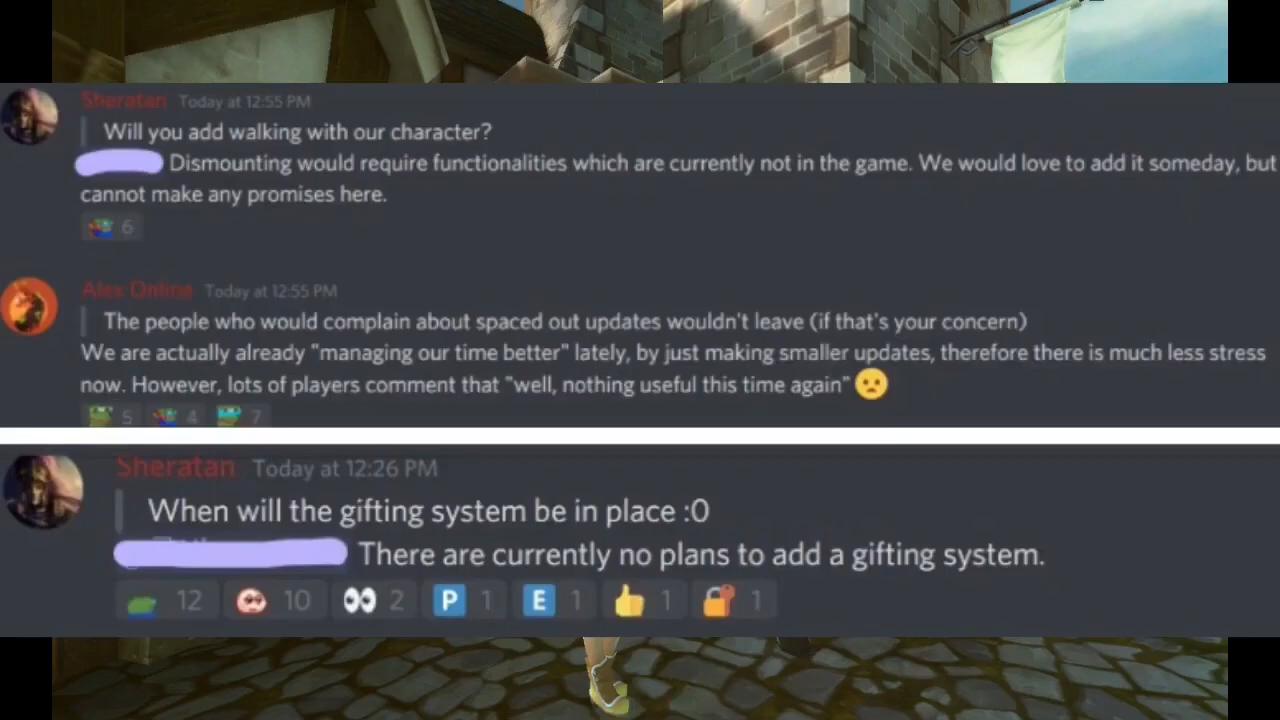 Sheratan Today at 12:55 PM
Will you add walking with our character?
Dismounting would require functionalities which are currently not in the game. We would love to add it someday, but
cannot make any promises here.
6
Alex Online Today at 12:55 PM
The people who would complain about spaced out updates wouldn't leave (if that's your concern)
We are actually already "managing our time better" lately, by just making smaller updates, therefore there is much less stress
now. However, lots of players comment that "well, nothing useful this time again" 😟
5 4 7
Sheratan Today at 12:26 PM
When will the gifting system be in place :0
There are currently no plans to add a gifting system.
12 10 👀 2 P 1 E 1 👍 1 🔐 1